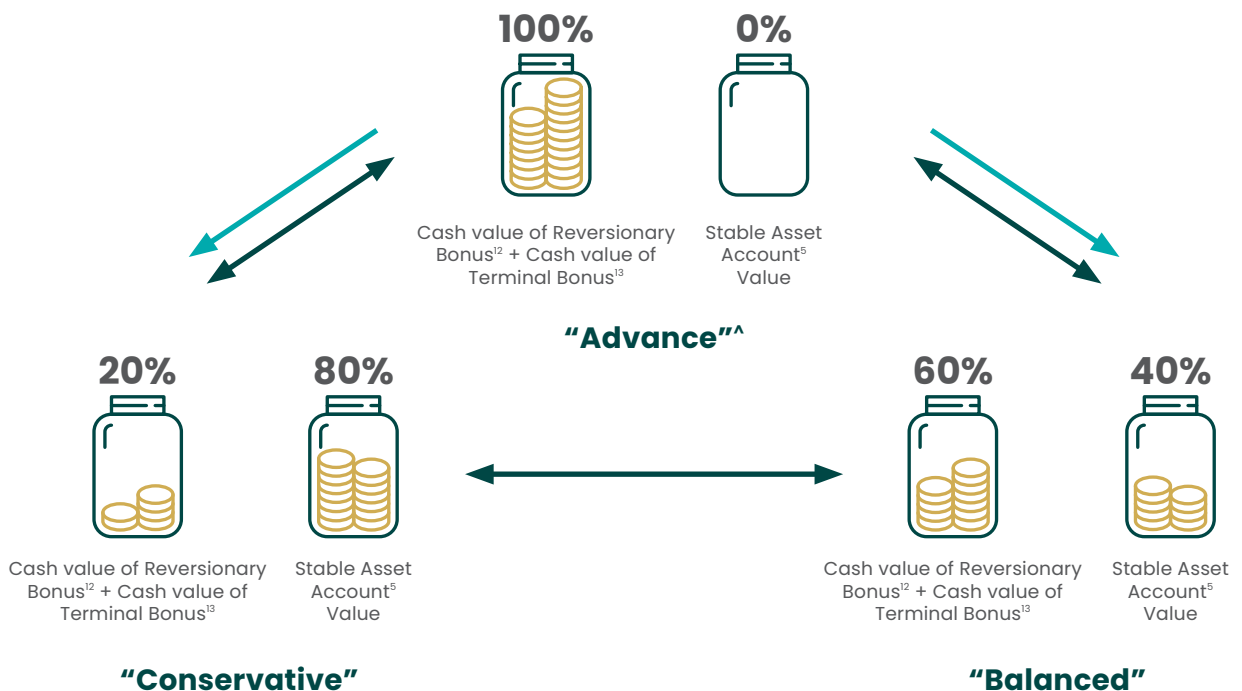 100%
0%
Cash value of Reversionary
Bonus¹² + Cash value of
Terminal Bonus¹³
Stable Asset
Account⁵
Value
“Advance”^
20%
80%
Cash value of Reversionary
Bonus¹² + Cash value of
Terminal Bonus¹³
Stable Asset
Account⁵
Value
“Conservative”
60%
40%
Cash value of Reversionary
Bonus¹² + Cash value of
Terminal Bonus¹³
Stable Asset
Account⁵
Value
“Balanced”